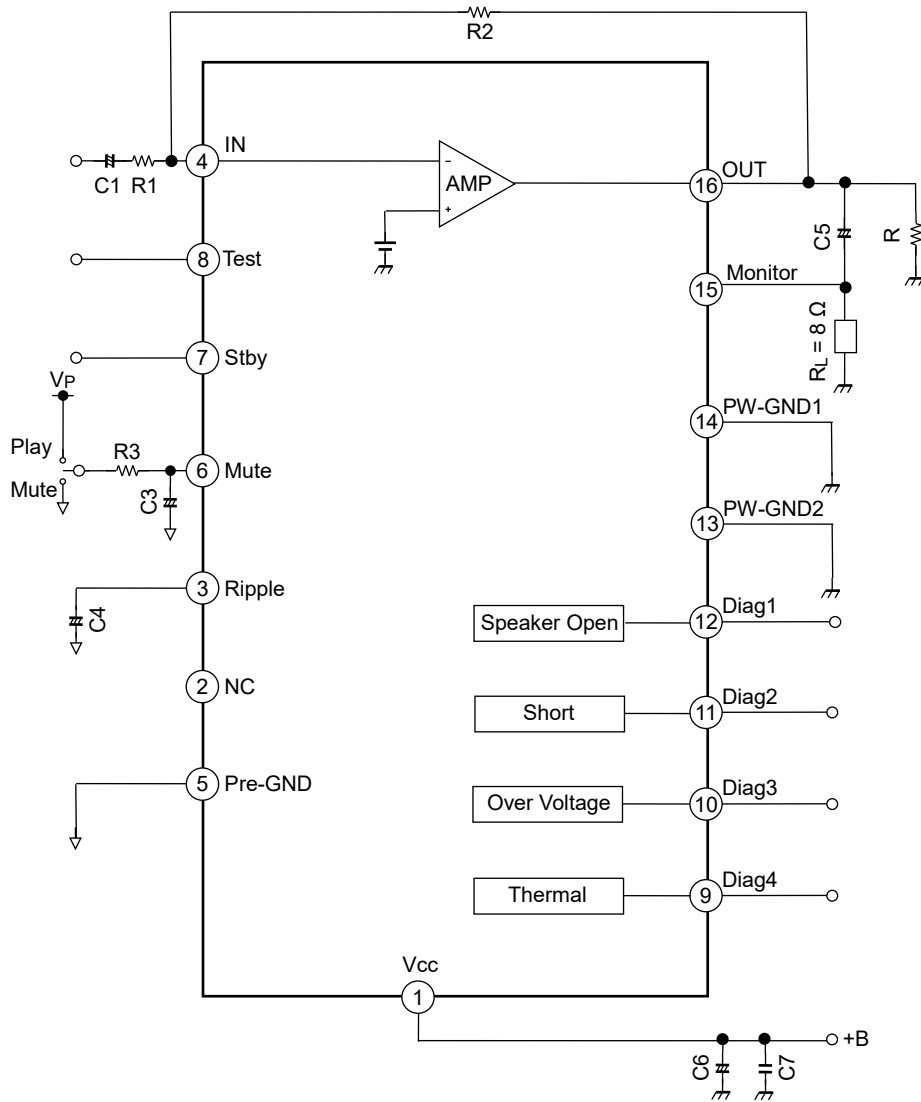 R2
IN
4
C1
R1
AMP
−
+
OUT
16
C5
R
8
Test
Monitor
15
RL = 8 Ω
7
Stby
VP
Play
Mute
R3
6
Mute
C3
14
PW-GND1
13
PW-GND2
3
Ripple
C4
Speaker Open
12
Diag1
2
NC
Short
11
Diag2
5
Pre-GND
Over Voltage
10
Diag3
Thermal
9
Diag4
Vcc
1
C6
C7
+B